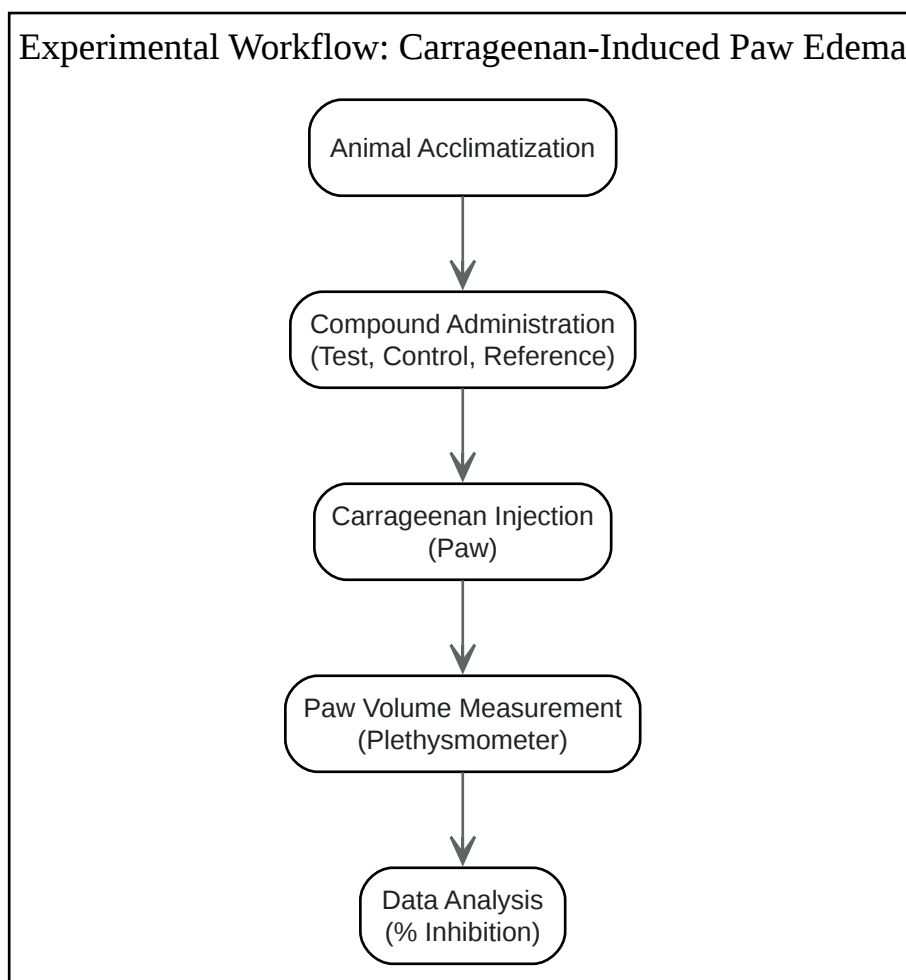 Experimental Workflow: Carrageenan-Induced Paw Edema
Animal Acclimatization
Compound Administration
(Test, Control, Reference)
Carrageenan Injection
(Paw)
Paw Volume Measurement
(Plethysmometer)
Data Analysis
(% Inhibition)